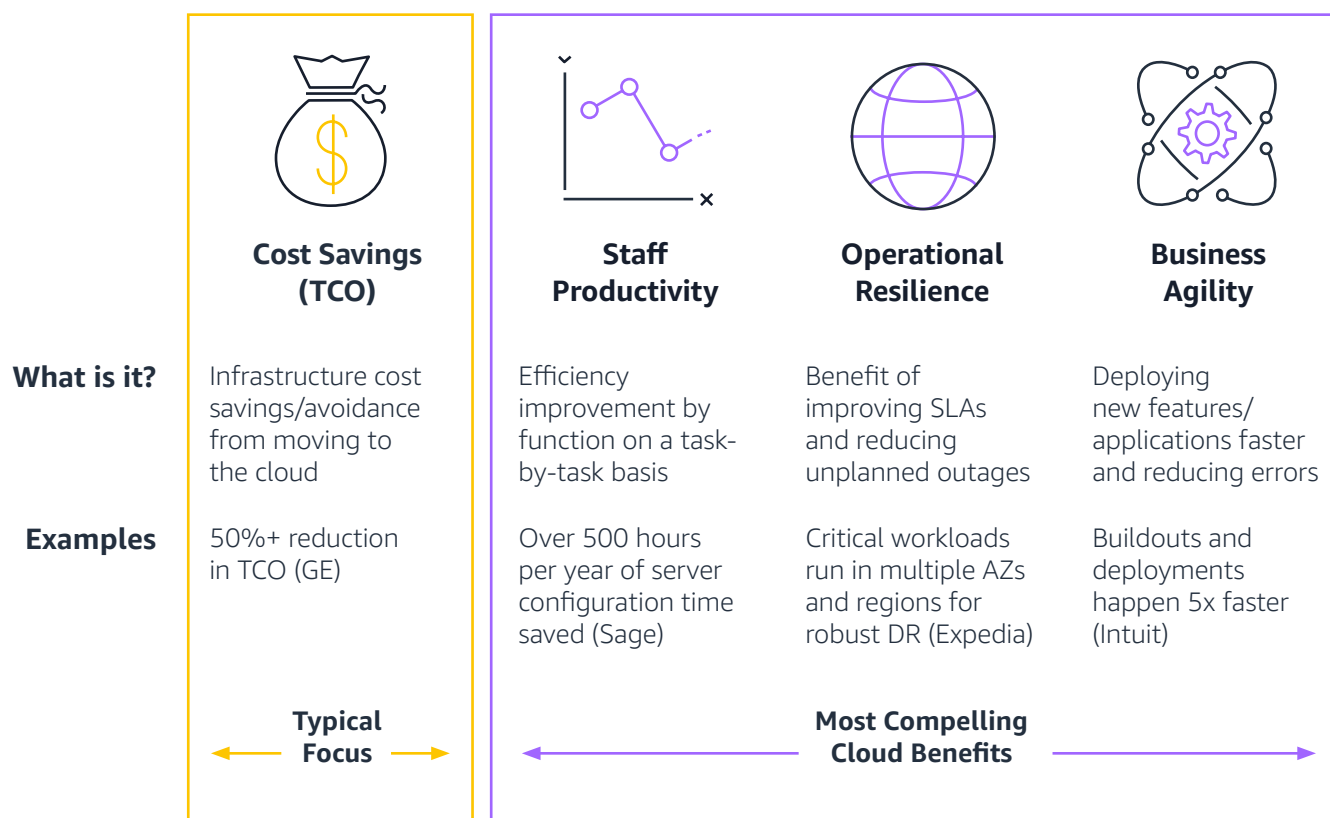 $
Cost Savings
(TCO)
Staff
Productivity
Operational
Resilience
Business
Agility
What is it?
Infrastructure cost
savings/avoidance
from moving to
the cloud
Efficiency
improvement by
function on a task-
by-task basis
Benefit of
improving SLAs
and reducing
unplanned outages
Deploying
new features/
applications faster
and reducing errors
Examples
50%+ reduction
in TCO (GE)
Over 500 hours
per year of server
configuration time
saved (Sage)
Critical workloads
run in multiple AZs
and regions for
robust DR (Expedia)
Buildouts and
deployments
happen 5x faster
(Intuit)
Typical
Focus
Most Compelling
Cloud Benefits